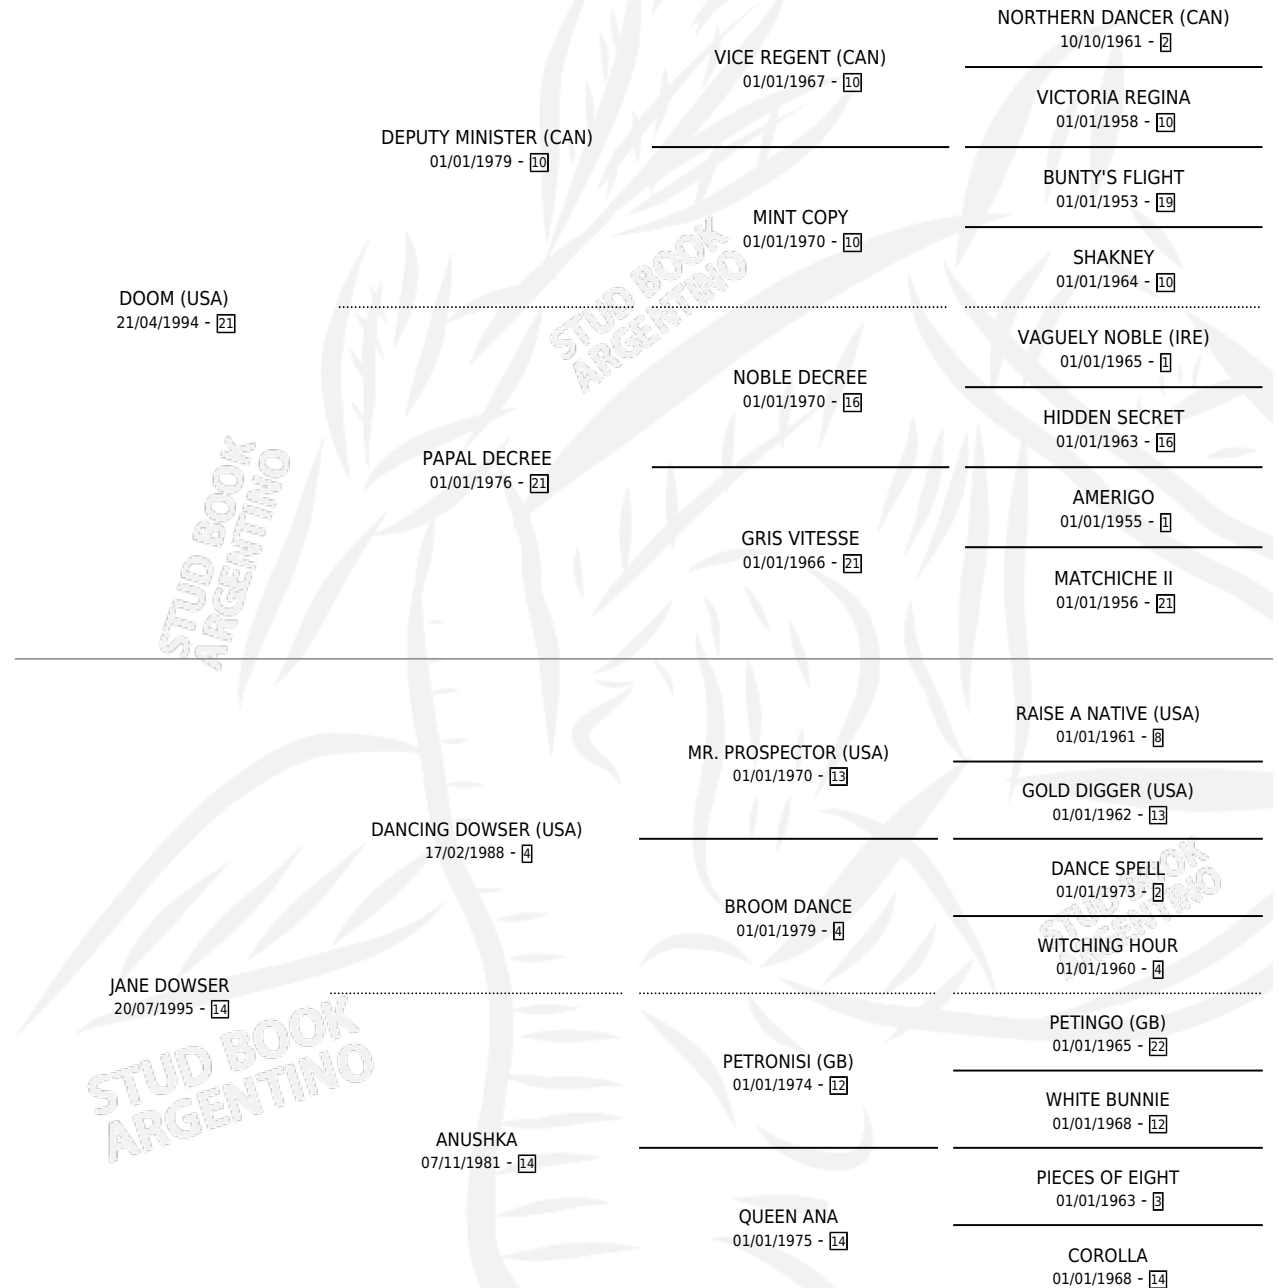 NORTHERN DANCER (CAN)
10/10/1961 - 2
VICE REGENT (CAN)
01/01/1967 - 10
VICTORIA REGINA
01/01/1958 - 10
DEPUTY MINISTER (CAN)
01/01/1979 - 10
BUNTY'S FLIGHT
01/01/1953 - 19
MINT COPY
01/01/1970 - 10
SHAKNEY
01/01/1964 - 10
DOOM (USA)
21/04/1994 - 21
STUD BOOK
ARGENTINO
VAGUELY NOBLE (IRE)
01/01/1965 - 1
NOBLE DECREE
01/01/1970 - 16
HIDDEN SECRET
01/01/1963 - 16
PAPAL DECREE
01/01/1976 - 21
AMERIGO
01/01/1955 - 1
GRIS VITESSE
01/01/1966 - 21
MATCHICHE II
01/01/1956 - 21
STUD BOOK
ARGENTINO
RAISE A NATIVE (USA)
01/01/1961 - 8
MR. PROSPECTOR (USA)
01/01/1970 - 13
GOLD DIGGER (USA)
01/01/1962 - 13
DANCING DOWSER (USA)
17/02/1988 - 4
DANCE SPELL
01/01/1973 - 2
BROOM DANCE
01/01/1979 - 4
WITCHING HOUR
01/01/1960 - 4
STUD BOOK
ARGENTINO
JANE DOWSER
20/07/1995 - 14
PETINGO (GB)
01/01/1965 - 22
PETRONISI (GB)
01/01/1974 - 12
WHITE BUNNIE
01/01/1968 - 12
STUD BOOK
ARGENTINO
ANUSHKA
07/11/1981 - 14
PIECES OF EIGHT
01/01/1963 - 3
QUEEN ANA
01/01/1975 - 14
COROLLA
01/01/1968 - 14